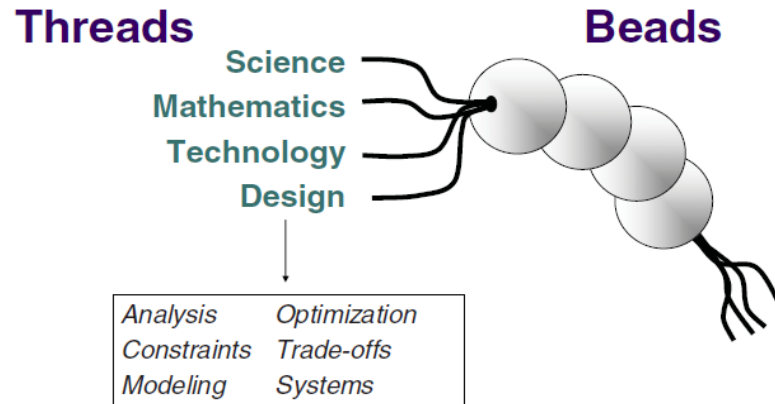 Threads Beads
Science
Mathematics
Technology
Design
Analysis Optimization
Constraints Trade-offs
Modeling Systems